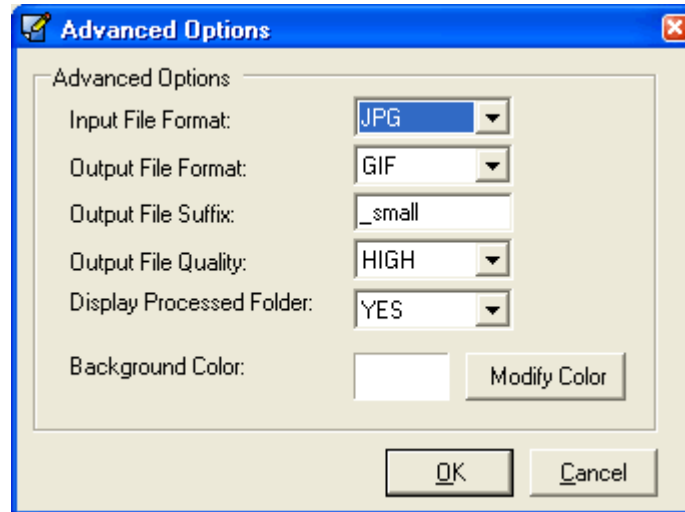 Advanced Options
Advanced Options
Input File Format: JPG
Output File Format: GIF
Output File Suffix: _small
Output File Quality: HIGH
Display Processed Folder: YES
Background Color: Modify Color
OK Cancel